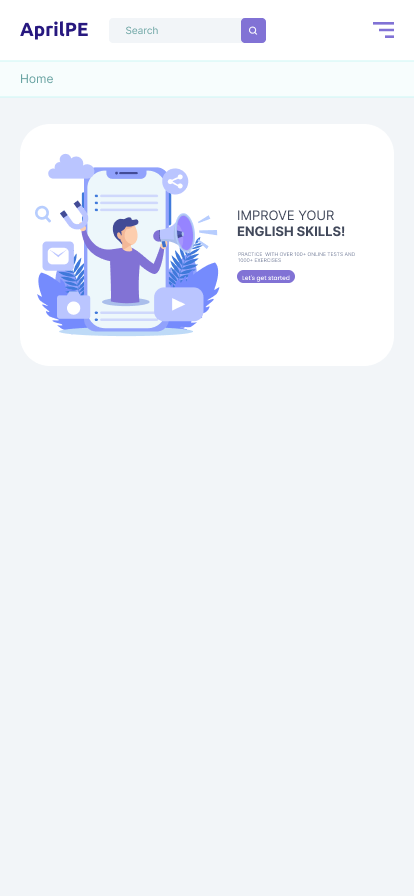 AprilPE
Search
Home
IMPROVE YOUR
ENGLISH SKILLS!
PRACTICE WITH OVER 100+ ONLINE TESTS AND
1000+ EXERCISES
Let's get started